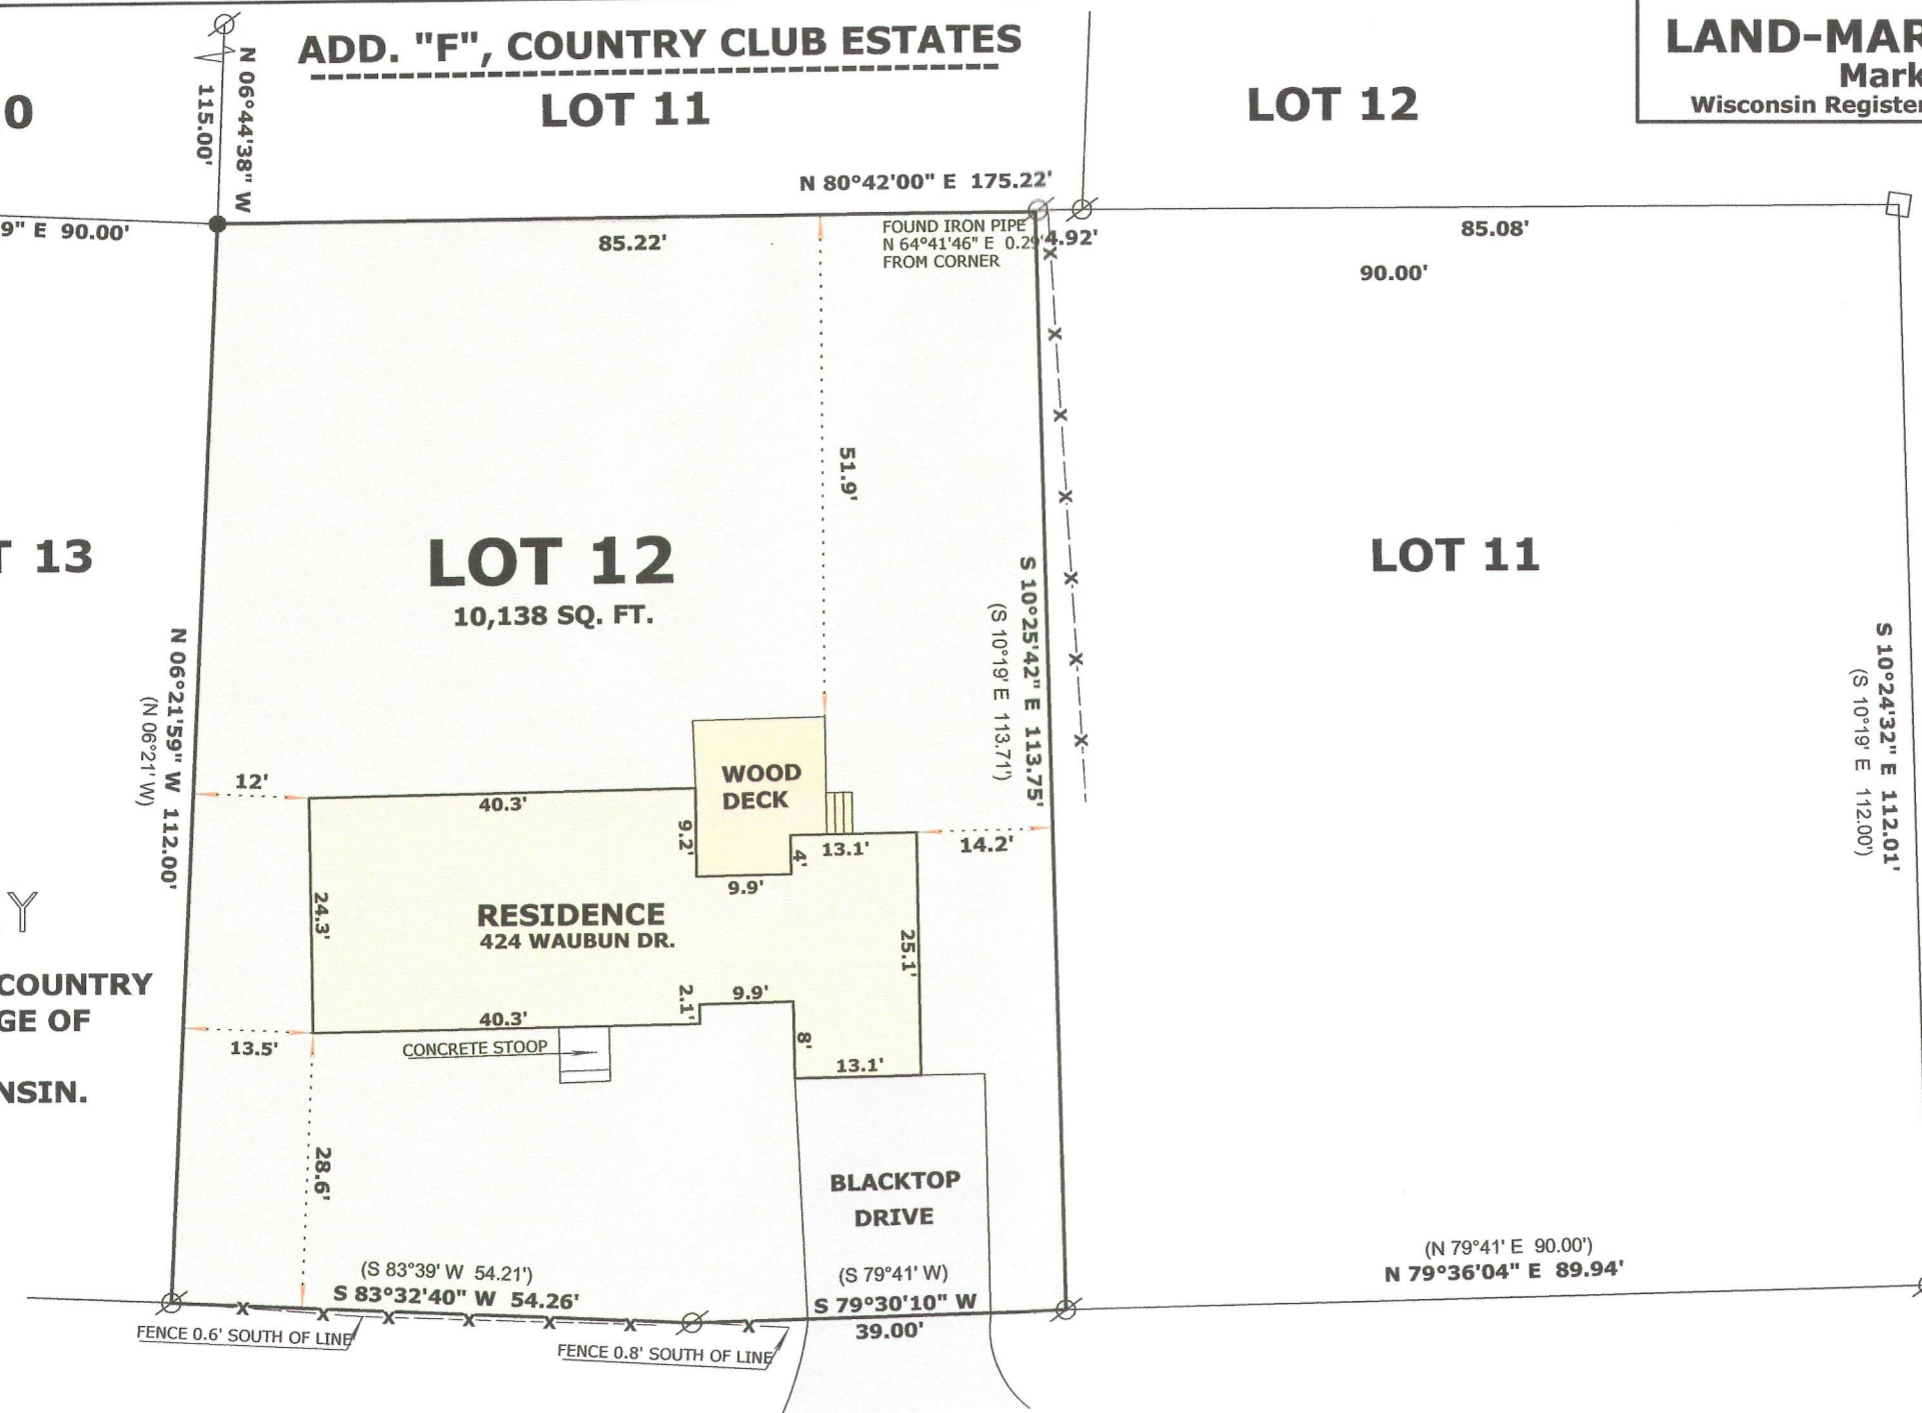 ADD. "F", COUNTRY CLUB ESTATES
LOT 11
LOT 12
LAND-MAR
Mark
Wisconsin Register
0
N 06°44'38" W
115.00'
N 80°42'00" E 175.22'
9" E 90.00'
85.22'
FOUND IRON PIPE
N 64°41'46" E 0.29'
FROM CORNER
4.92'
85.08'
90.00'
51.9'
LOT 12
10,138 SQ. FT.
T 13
LOT 11
N 06°21'59" W 112.00'
(N 06°21' W)
S 10°25'42" E 113.75'
(S 10°19' E 113.71')
S 10°24'32" E 112.01'
(S 10°19' E 112.00')
12'
40.3'
WOOD
DECK
9.2'
4'
13.1'
14.2'
9.9'
24.3'
RESIDENCE
424 WAUBUN DR.
25.1'
Y
COUNTRY
GE OF
NSIN.
2.1'
9.9'
40.3'
8'
13.1'
13.5'
CONCRETE STOOP
28.6'
BLACKTOP
DRIVE
(S 83°39' W 54.21')
S 83°32'40" W 54.26'
(S 79°41' W)
S 79°30'10" W
39.00'
(N 79°41' E 90.00')
N 79°36'04" E 89.94'
FENCE 0.6' SOUTH OF LINE
FENCE 0.8' SOUTH OF LINE